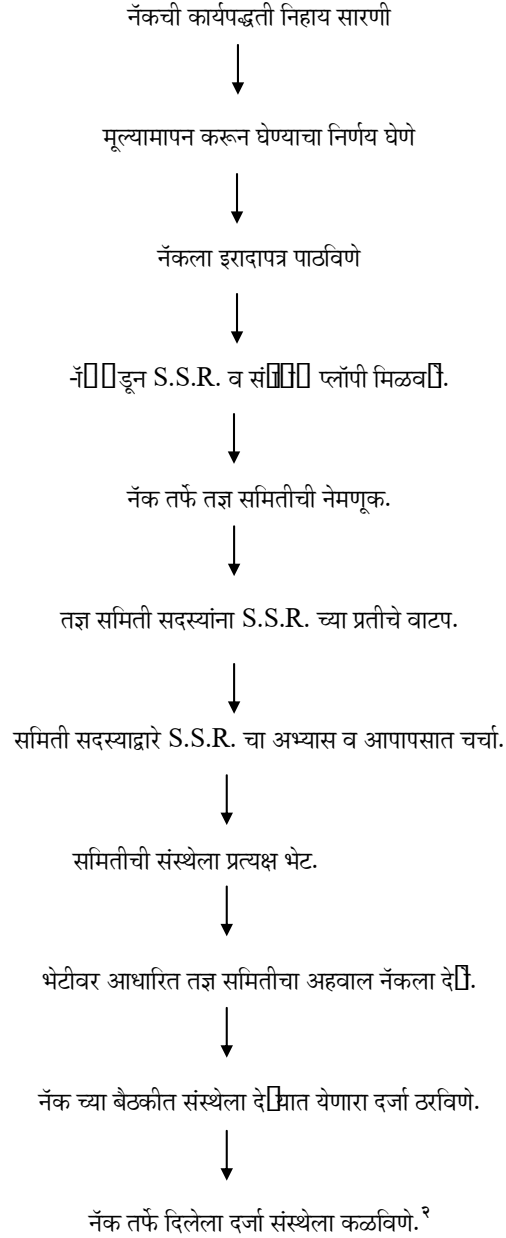 नॅकची कार्यपद्धती निहाय सारणी
मूल्यामापन करून घेण्याचा निर्णय घेणे
नॅकला इरादापत्र पाठविणे
S.S.R. व प्लॉपी
नॅक तर्फे तज्ञ समितीची नेमणूक.
तज्ञ समिती सदस्यांना S.S.R. च्या प्रतीचे वाटप.
समिती सदस्याद्वारे S.S.R. चा अभ्यास व आपापसात चर्चा.
समितीची संस्थेला प्रत्यक्ष भेट.
भेटीवर आधारित तज्ञ समितीचा अहवाल नॅकला
नॅक च्या बैठकीत संस्थेला येणारा दर्जा ठरविणे.
नॅक तर्फे दिलेला दर्जा संस्थेला कळविणे.२